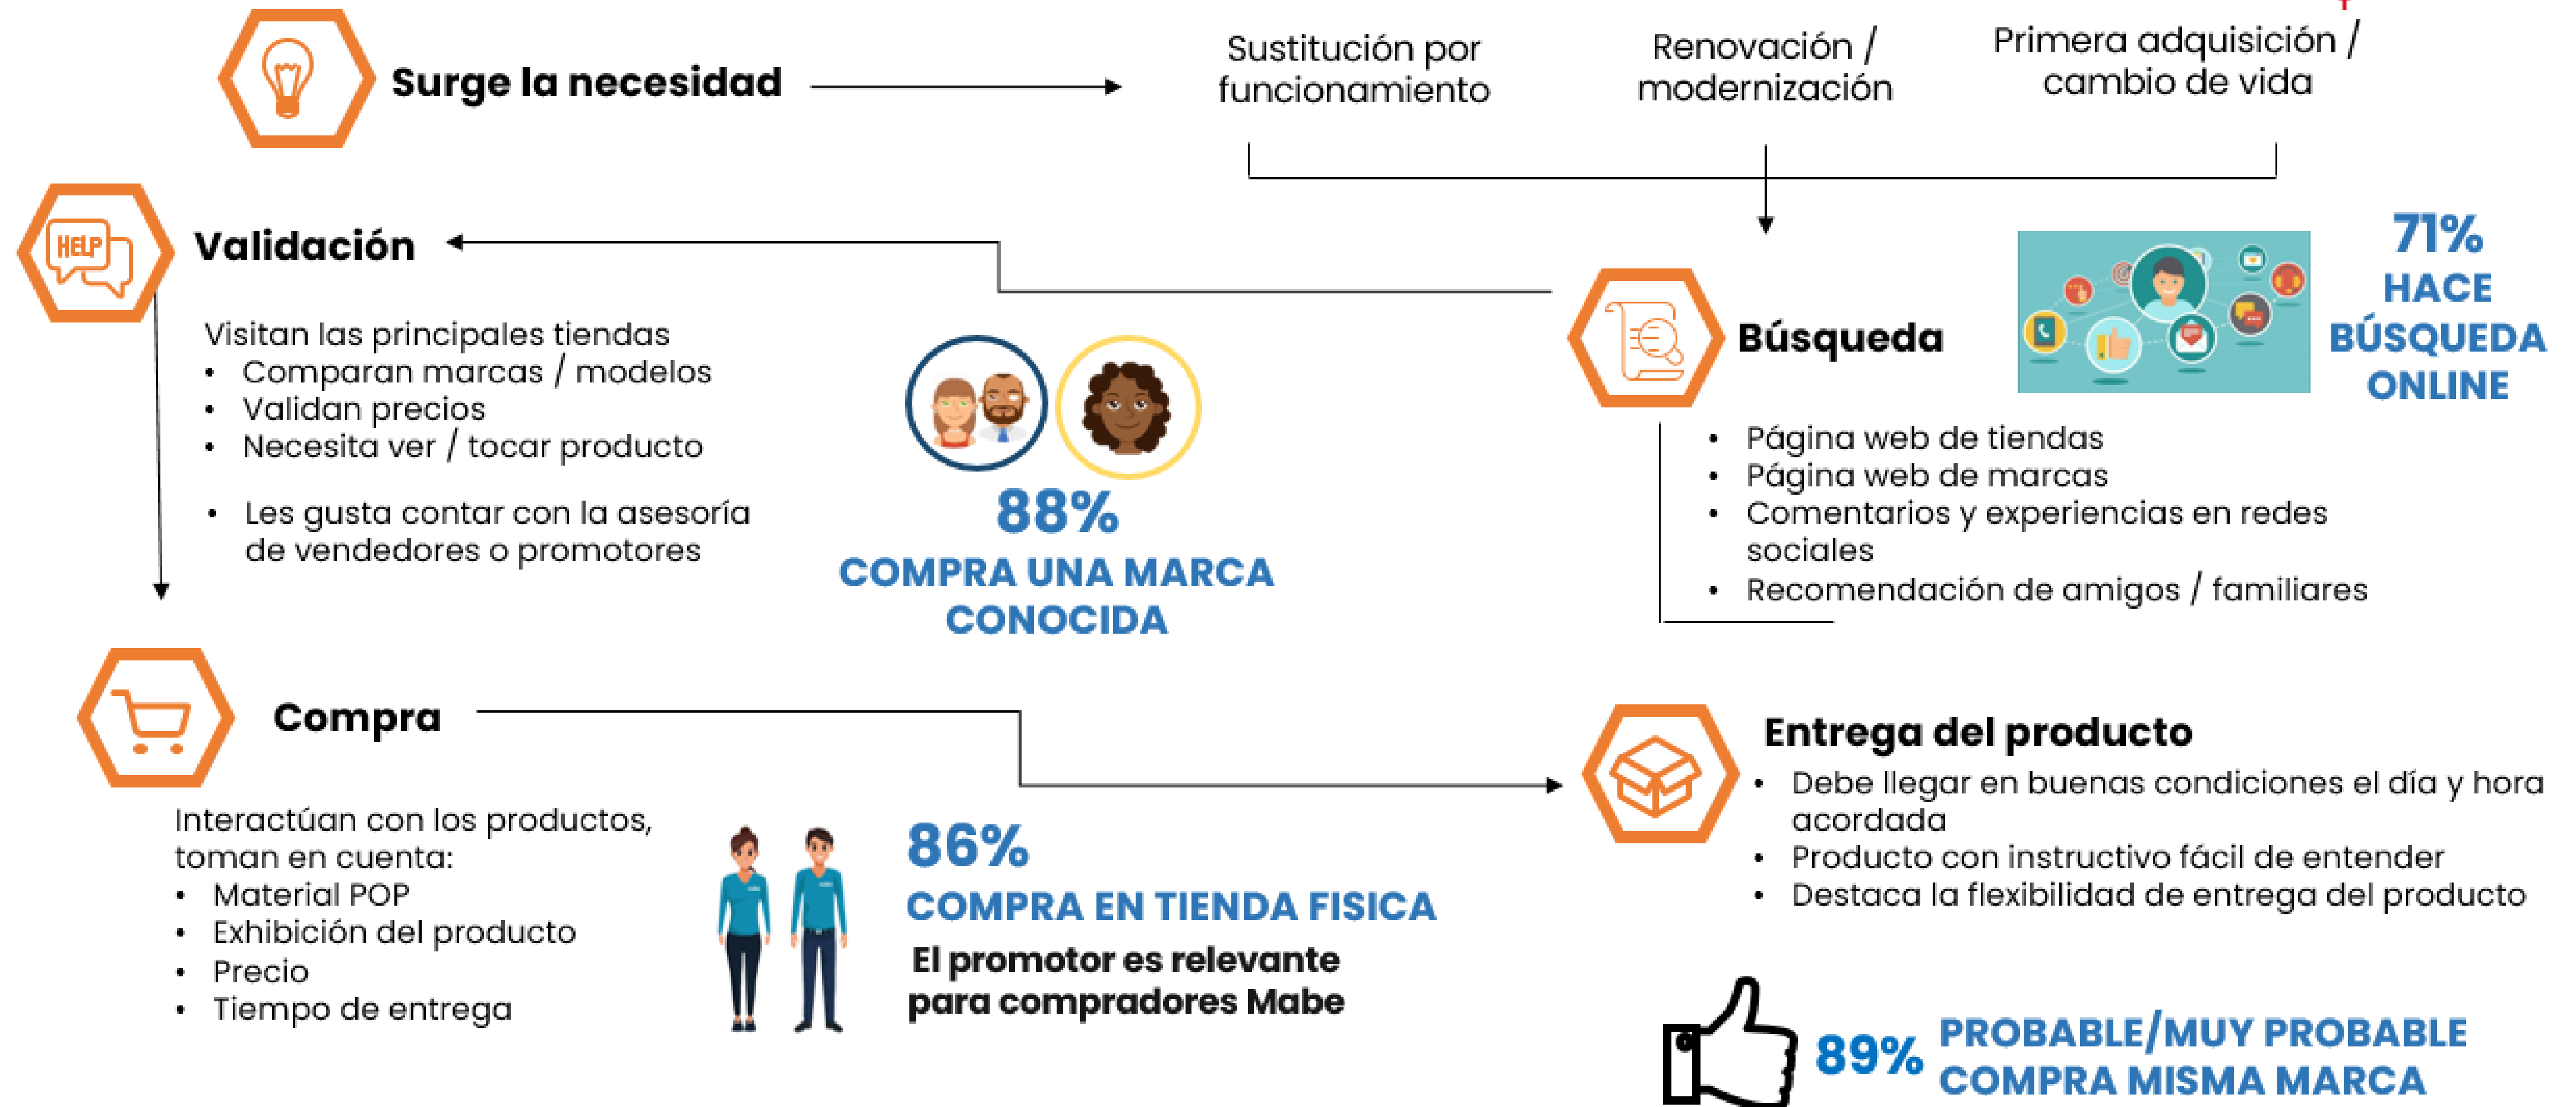 Surge la necesidad
Sustitución por
funcionamiento
Renovación /
modernización
Primera adquisición /
cambio de vida
HELP
Validación
Visitan las principales tiendas
• Comparan marcas / modelos
• Validan precios
• Necesita ver / tocar producto
• Les gusta contar con la asesoría
de vendedores o promotores
88%
COMPRA UNA MARCA
CONOCIDA
Búsqueda
71%
HACE
BÚSQUEDA
ONLINE
• Página web de tiendas
• Página web de marcas
• Comentarios y experiencias en redes
sociales
• Recomendación de amigos / familiares
Compra
Interactúan con los productos,
toman en cuenta:
• Material POP
• Exhibición del producto
• Precio
• Tiempo de entrega
86%
COMPRA EN TIENDA FISICA
El promotor es relevante
para compradores Mabe
Entrega del producto
• Debe llegar en buenas condiciones el día y hora
acordada
• Producto con instructivo fácil de entender
• Destaca la flexibilidad de entrega del producto
89%
PROBABLE/MUY PROBABLE
COMPRA MISMA MARCA